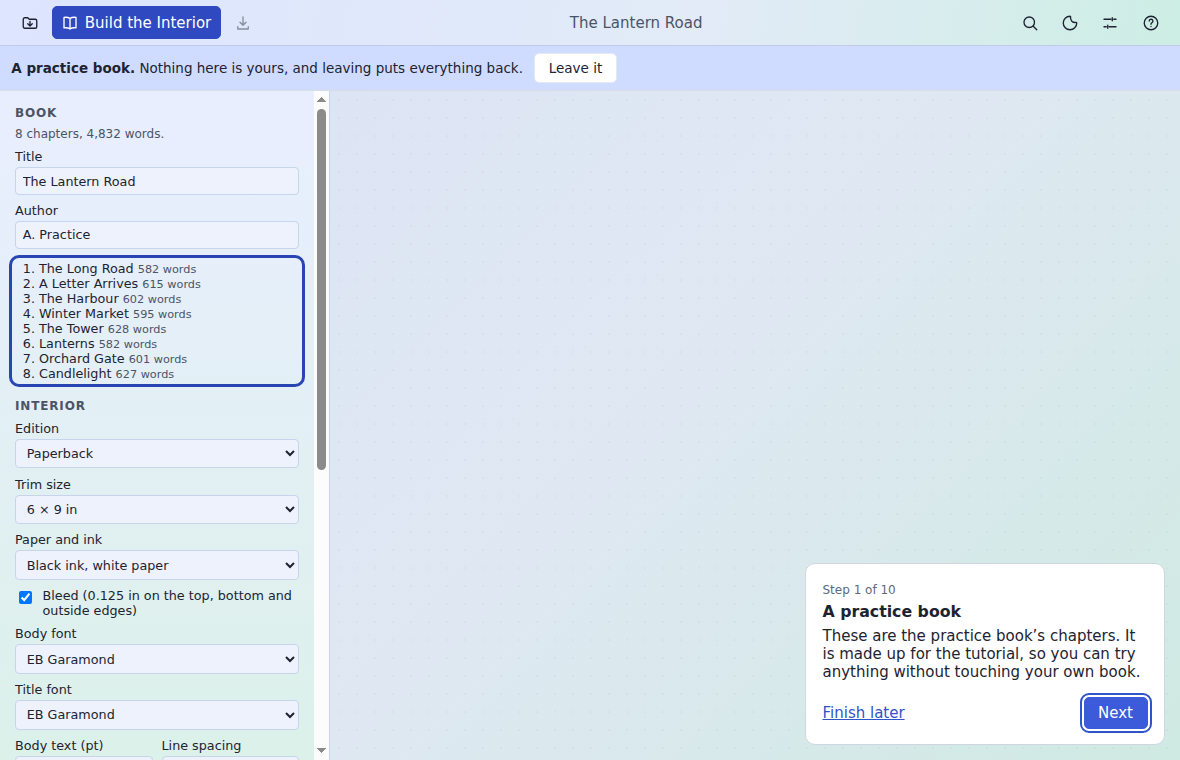 Build the Interior
The Lantern Road
A practice book. Nothing here is yours, and leaving puts everything back.
Leave it
BOOK
8 chapters, 4,832 words.
Title
The Lantern Road
Author
A. Practice
1. The Long Road 582 words
2. A Letter Arrives 615 words
3. The Harbour 602 words
4. Winter Market 595 words
5. The Tower 628 words
6. Lanterns 582 words
7. Orchard Gate 601 words
8. Candlelight 627 words
INTERIOR
Edition
Paperback
Trim size
6 × 9 in
Paper and ink
Black ink, white paper
Bleed (0.125 in on the top, bottom and
outside edges)
Body font
EB Garamond
Title font
EB Garamond
Body text (pt)
Line spacing
Step 1 of 10
A practice book
These are the practice book’s chapters. It
is made up for the tutorial, so you can try
anything without touching your own book.
Finish later
Next